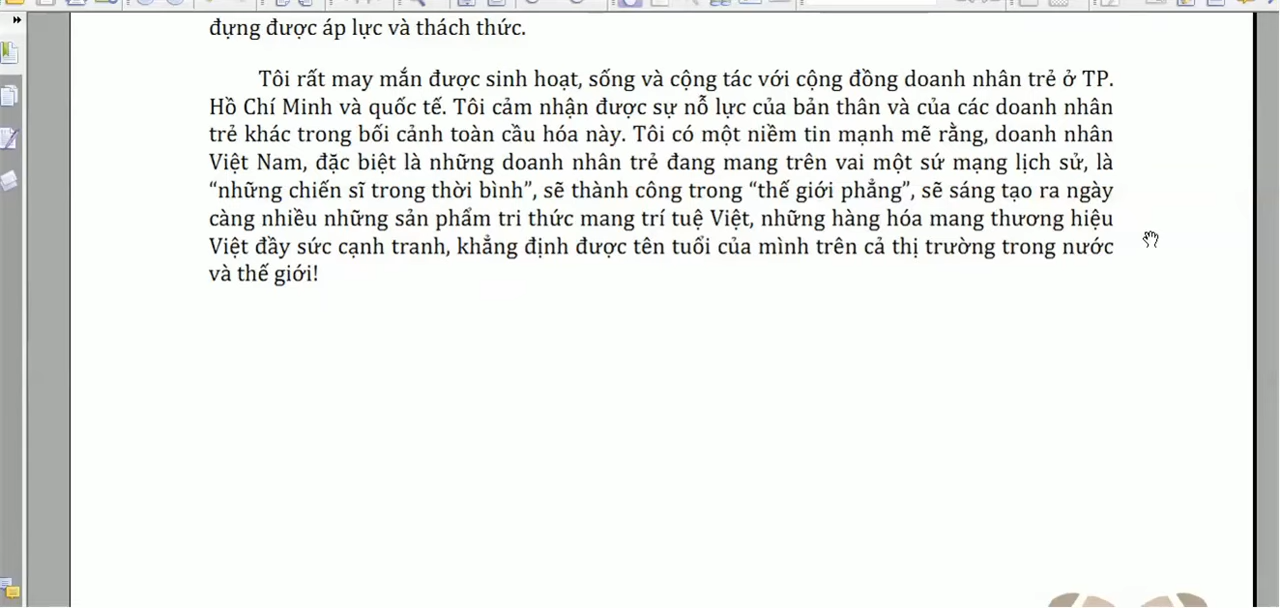 đựng được áp lực và thách thức.
Tôi rất may mắn được sinh hoạt, sống và cộng tác với cộng đồng doanh nhân trẻ ở TP.
Hồ Chí Minh và quốc tế. Tôi cảm nhận được sự nỗ lực của bản thân và của các doanh nhân
trẻ khác trong bối cảnh toàn cầu hóa này. Tôi có một niềm tin mạnh mẽ rằng, doanh nhân
Việt Nam, đặc biệt là những doanh nhân trẻ đang mang trên vai một sứ mạng lịch sử, là
“những chiến sĩ trong thời bình”, sẽ thành công trong “thế giới phẳng”, sẽ sáng tạo ra ngày
càng nhiều những sản phẩm tri thức mang trí tuệ Việt, những hàng hóa mang thương hiệu
Việt đầy sức cạnh tranh, khẳng định được tên tuổi của mình trên cả thị trường trong nước
và thế giới!